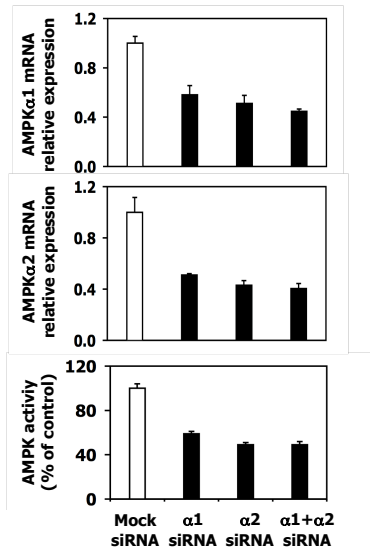 AMPKα1 mRNA
relative expression
1.2
0.8
0.4
0.0
AMPKα2 mRNA
relative expression
1.2
0.8
0.4
0.0
AMPK activiy
(% of control)
120
80
40
0
Mock α1 α2 α1+α2
siRNA siRNA siRNA siRNA